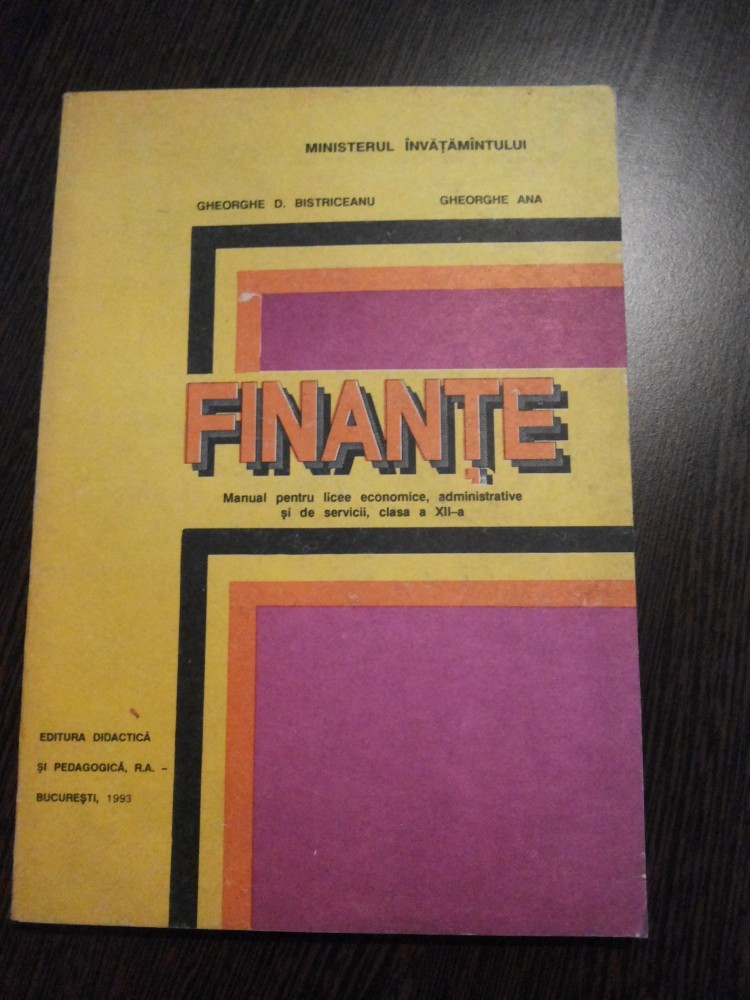 MINISTERUL ÎNVĂȚĂMÎNTULUI
GHEORGHE D. BISTRICEANU GHEORGHE ANA
FINANȚE
Manual pentru licee economice, administrative
și de servicii, clasa a XII–a
EDITURA DIDACTICĂ
ȘI PEDAGOGICĂ, R.A. –
BUCUREȘTI, 1993